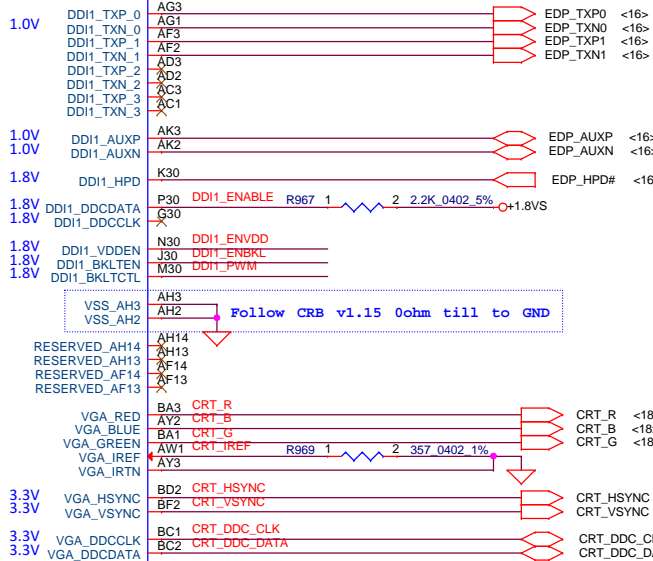 1.0V DDI1_TXP_0 AG3 EDP_TXP0 <16>
DDI1_TXN_0 AG1 EDP_TXN0 <16>
DDI1_TXP_1 AF3 EDP_TXP1 <16>
DDI1_TXN_1 AF2 EDP_TXN1 <16>
DDI1_TXP_2 AD3
DDI1_TXN_2 AD2
DDI1_TXP_3 AC3
DDI1_TXN_3 AC1
1.0V DDI1_AUXP AK3 EDP_AUXP <16>
1.0V DDI1_AUXN AK2 EDP_AUXN <16
1.8V DDI1_HPD K30 EDP_HPD# <16
1.8V DDI1_DDCDATA P30 DDI1_ENABLE R967 1 2 2.2K_0402_5% +1.8VS
1.8V DDI1_DDCCLK G30
1.8V DDI1_VDDEN N30 DDI1_ENVDD
1.8V DDI1_BKLTEN J30 DDI1_ENBKL
1.8V DDI1_BKLTCTL M30 DDI1_PWM
VSS_AH3 AH3
VSS_AH2 AH2 Follow CRB v1.15 0ohm till to GND
RESERVED_AH14 AH14
RESERVED_AH13 AH13
RESERVED_AF14 AF14
RESERVED_AF13 AF13
VGA_RED BA3 CRT_R CRT_R <18
VGA_BLUE AY2 CRT_B CRT_B <18
VGA_GREEN BA1 CRT_G CRT_G <18
VGA_IREF AW1 CRT_IREF R969 1 2 357_0402_1%
VGA_IRTN AY3
3.3V VGA_HSYNC BD2 CRT_HSYNC CRT_HSYNC
3.3V VGA_VSYNC BF2 CRT_VSYNC CRT_VSYNC
3.3V VGA_DDCCLK BC1 CRT_DDC_CLK CRT_DDC_C
3.3V VGA_DDCDATA BC2 CRT_DDC_DATA CRT_DDC_D